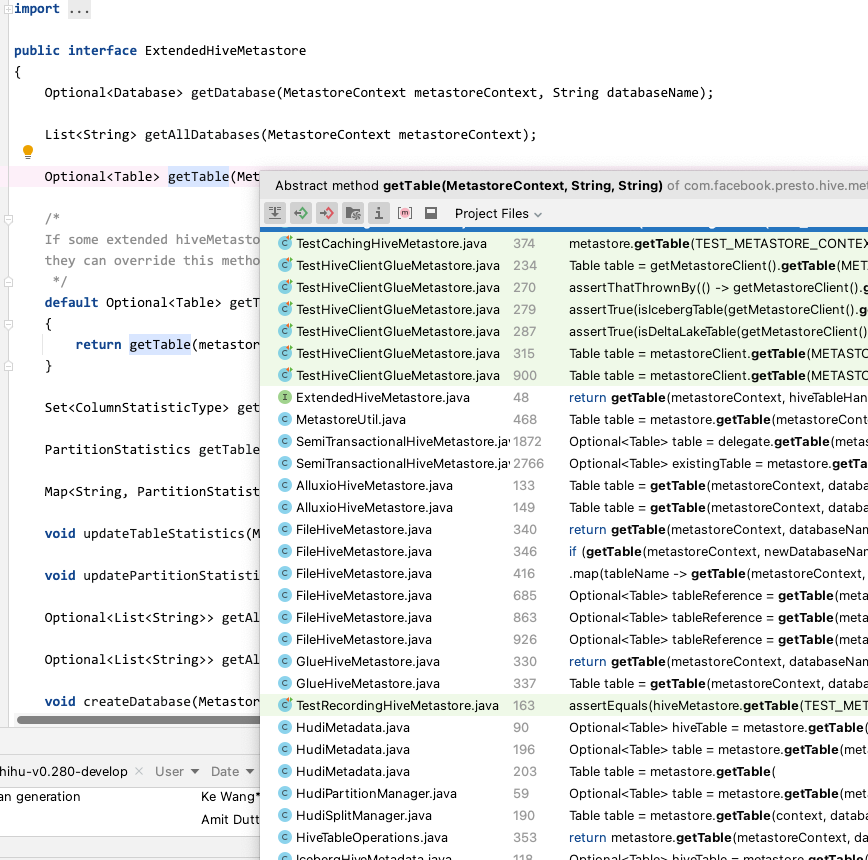 import ...
public interface ExtendedHiveMetastore
{
Optional<Database> getDatabase(MetastoreContext metastoreContext, String databaseName);
List<String> getAllDatabases(MetastoreContext metastoreContext);
Optional<Table> getTable(Met
/*
If some extended hiveMetasto
they can override this metho
*/
default Optional<Table> getT
{
return getTable(metastor
}
Set<ColumnStatisticType> get
PartitionStatistics getTable
Map<String, PartitionStatist
void updateTableStatistics(M
void updatePartitionStatisti
Optional<List<String>> getAl
Optional<List<String>> getAl
void createDatabase(Metastor
Abstract method getTable(MetastoreContext, String, String) of com.facebook.presto.hive.met
Project Files
TestCachingHiveMetastore.java 374 metastore.getTable(TEST_METASTORE_CONTEX
TestHiveClientGlueMetastore.java 234 Table table = getMetastoreClient().getTable(MET
TestHiveClientGlueMetastore.java 270 assertThatThrownBy(() -> getMetastoreClient().g
TestHiveClientGlueMetastore.java 279 assertTrue(isIcebergTable(getMetastoreClient().g
TestHiveClientGlueMetastore.java 287 assertTrue(isDeltaLakeTable(getMetastoreClient()
TestHiveClientGlueMetastore.java 315 Table table = metastoreClient.getTable(METASTO
TestHiveClientGlueMetastore.java 900 Table table = metastoreClient.getTable(METASTO
ExtendedHiveMetastore.java 48 return getTable(metastoreContext, hiveTableHan
MetastoreUtil.java 468 Table table = metastore.getTable(metastoreCont
SemiTransactionalHiveMetastore.jav 1872 Optional<Table> table = delegate.getTable(metas
SemiTransactionalHiveMetastore.jav 2766 Optional<Table> existingTable = metastore.getTa
AlluxioHiveMetastore.java 133 Table table = getTable(metastoreContext, databa
AlluxioHiveMetastore.java 149 Table table = getTable(metastoreContext, databa
FileHiveMetastore.java 340 return getTable(metastoreContext, databaseNam
FileHiveMetastore.java 346 if (getTable(metastoreContext, newDatabaseNam
FileHiveMetastore.java 416 .map(tableName -> getTable(metastoreContext,
FileHiveMetastore.java 685 Optional<Table> tableReference = getTable(meta
FileHiveMetastore.java 863 Optional<Table> tableReference = getTable(meta
FileHiveMetastore.java 926 Optional<Table> tableReference = getTable(meta
GlueHiveMetastore.java 330 return getTable(metastoreContext, databaseNam
GlueHiveMetastore.java 337 Table table = getTable(metastoreContext, databa
TestRecordingHiveMetastore.java 163 assertEquals(hiveMetastore.getTable(TEST_MET
HudiMetadata.java 90 Optional<Table> hiveTable = metastore.getTable(
HudiMetadata.java 196 Optional<Table> table = metastore.getTable(met
HudiMetadata.java 203 Table table = metastore.getTable(
HudiPartitionManager.java 59 Optional<Table> table = metastore.getTable(met
HudiSplitManager.java 190 Table table = metastore.getTable(context, databa
HiveTableOperations.java 353 return metastore.getTable(metastoreContext, da
IcebergHiveMetadata.java 118 Optional<Table> hiveTable = metastore.getTable
hihu-v0.280-develop User Date
an generation Ke Wang*
Amit Dutt